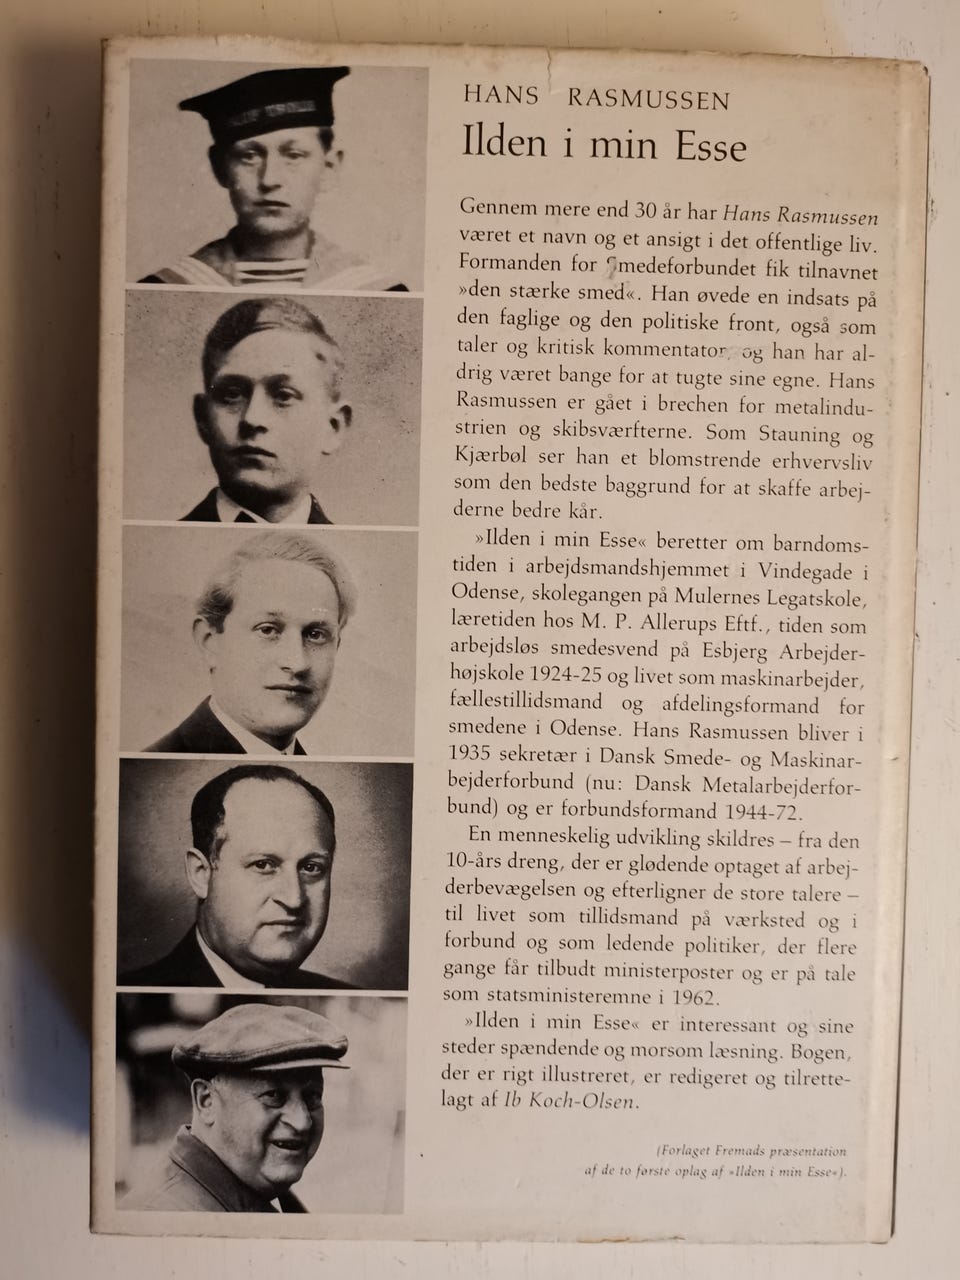 HANS RASMUSSEN
Ilden i min Esse
Gennem mere end 30 år har Hans Rasmussen
været et navn og et ansigt i det offentlige liv.
Formanden for Smedeforbundet fik tilnavnet
»den stærke smed«. Han øvede en indsats på
den faglige og den politiske front, også som
taler og kritisk kommentator, og han har al-
drig været bange for at tugte sine egne. Hans
Rasmussen er gået i brechen for metalindu-
strien og skibsværfterne. Som Stauning og
Kjærbøl ser han et blomstrende erhvervsliv
som den bedste baggrund for at skaffe arbej-
derne bedre kår.
»Ilden i min Esse« beretter om barndoms-
tiden i arbejdsmandshjemmet i Vindegade i
Odense, skolegangen på Mulernes Legatskole,
læretiden hos M. P. Allerups Eftf., tiden som
arbejdsløs smedesvend på Esbjerg Arbejder-
højskole 1924-25 og livet som maskinarbejder,
fællestillidsmand og afdelingsformand for
smedene i Odense. Hans Rasmussen bliver i
1935 sekretær i Dansk Smede- og Maskinar-
bejderforbund (nu: Dansk Metalarbejderfor-
bund) og er forbundsformand 1944-72.
En menneskelig udvikling skildres – fra den
10-års dreng, der er glødende optaget af arbej-
derbevægelsen og efterligner de store talere –
til livet som tillidsmand på værksted og i
forbund og som ledende politiker, der flere
gange får tilbudt ministerposter og er på tale
som statsministeremne i 1962.
»Ilden i min Esse« er interessant og sine
steder spændende og morsom læsning. Bogen,
der er rigt illustreret, er redigeret og tilrette-
lagt af Ib Koch-Olsen.
(Forlaget Fremads præsentation
af de to første oplag af »Ilden i min Esse«).